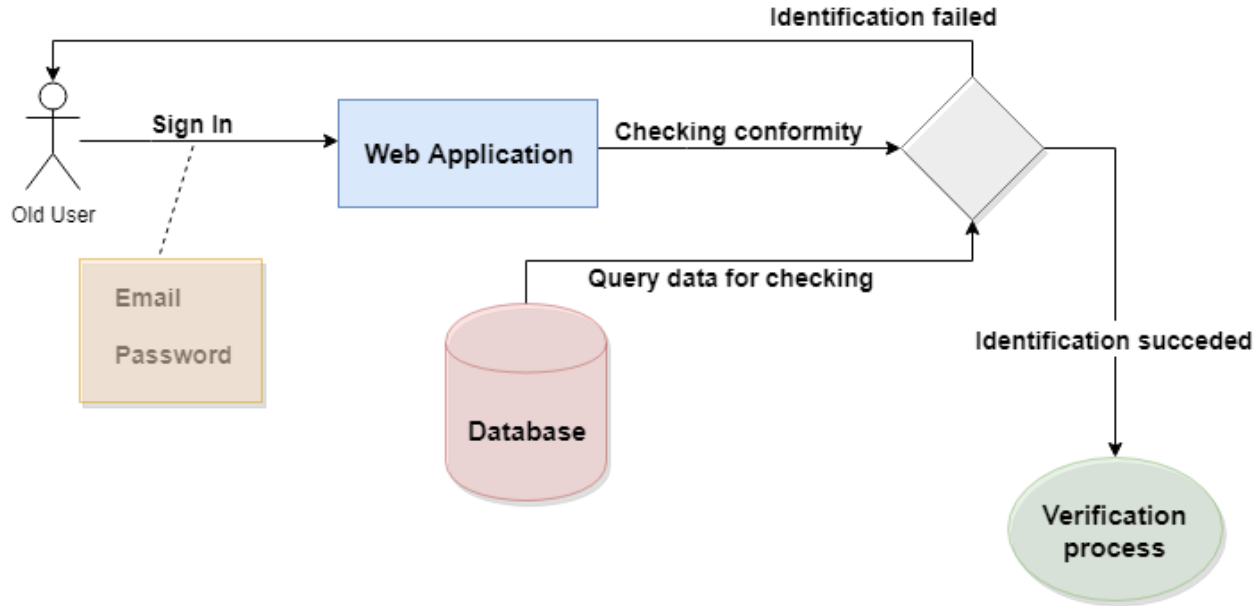 Identification failed
Sign In
Web Application
Checking conformity
Old User
Query data for checking
Email
Password
Identification succeded
Database
Verification
process